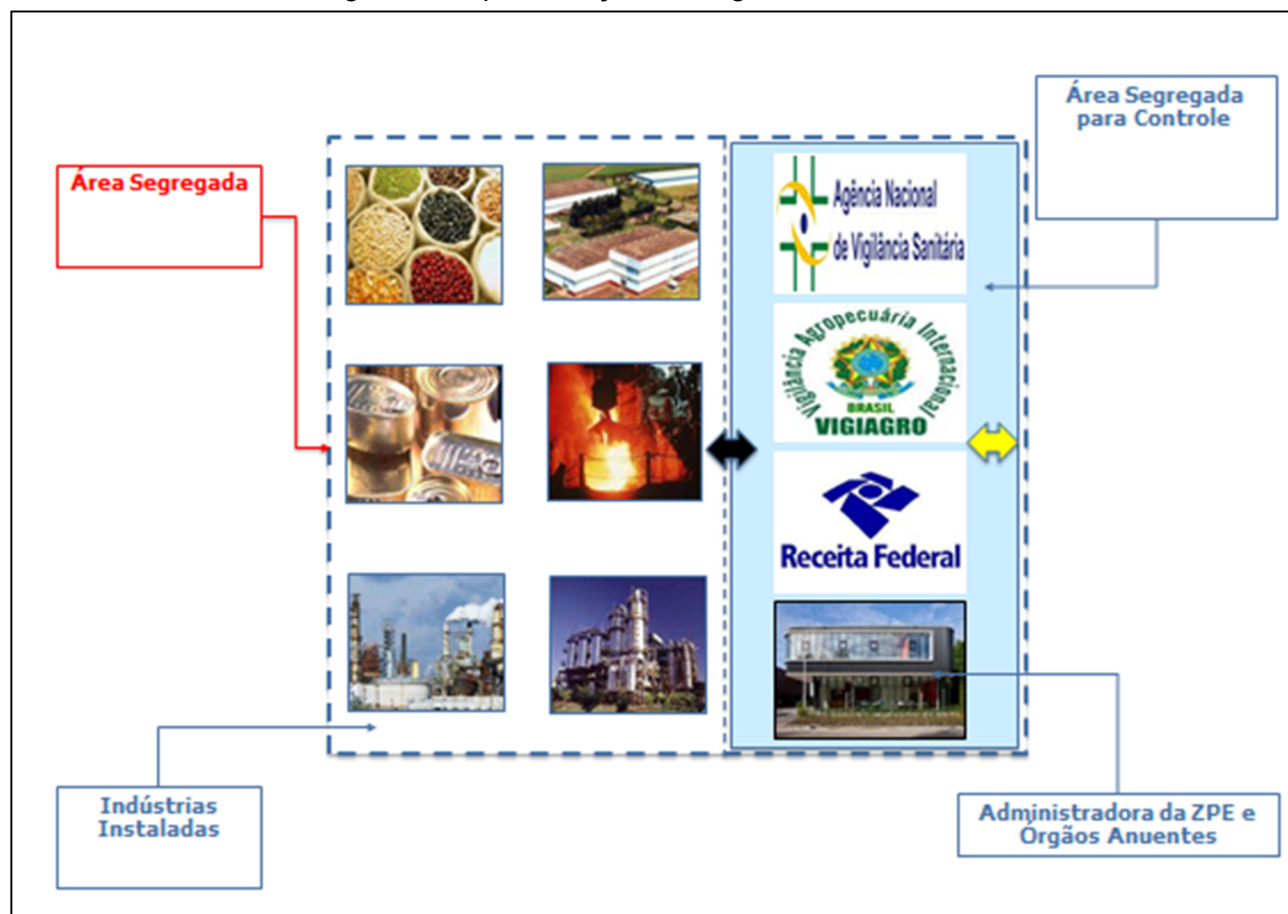 Área Segregada
para Controle
Área Segregada
Agência Nacional
de Vigilância Sanitária
Vigilância Agropecuária Internacional
BRASIL
VIGIAGRO
Receita Federal
Indústrias
Instaladas
Administradora da ZPE e
Órgãos Anuentes